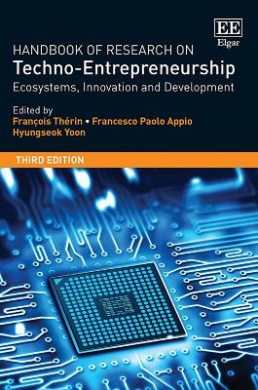 EE
Elgar
HANDBOOK OF RESEARCH ON
Techno-Entrepreneurship
Ecosystems, Innovation and Development
Edited by
François Thérin • Francesco Paolo Appio
Hyungseok Yoon
THIRD EDITION